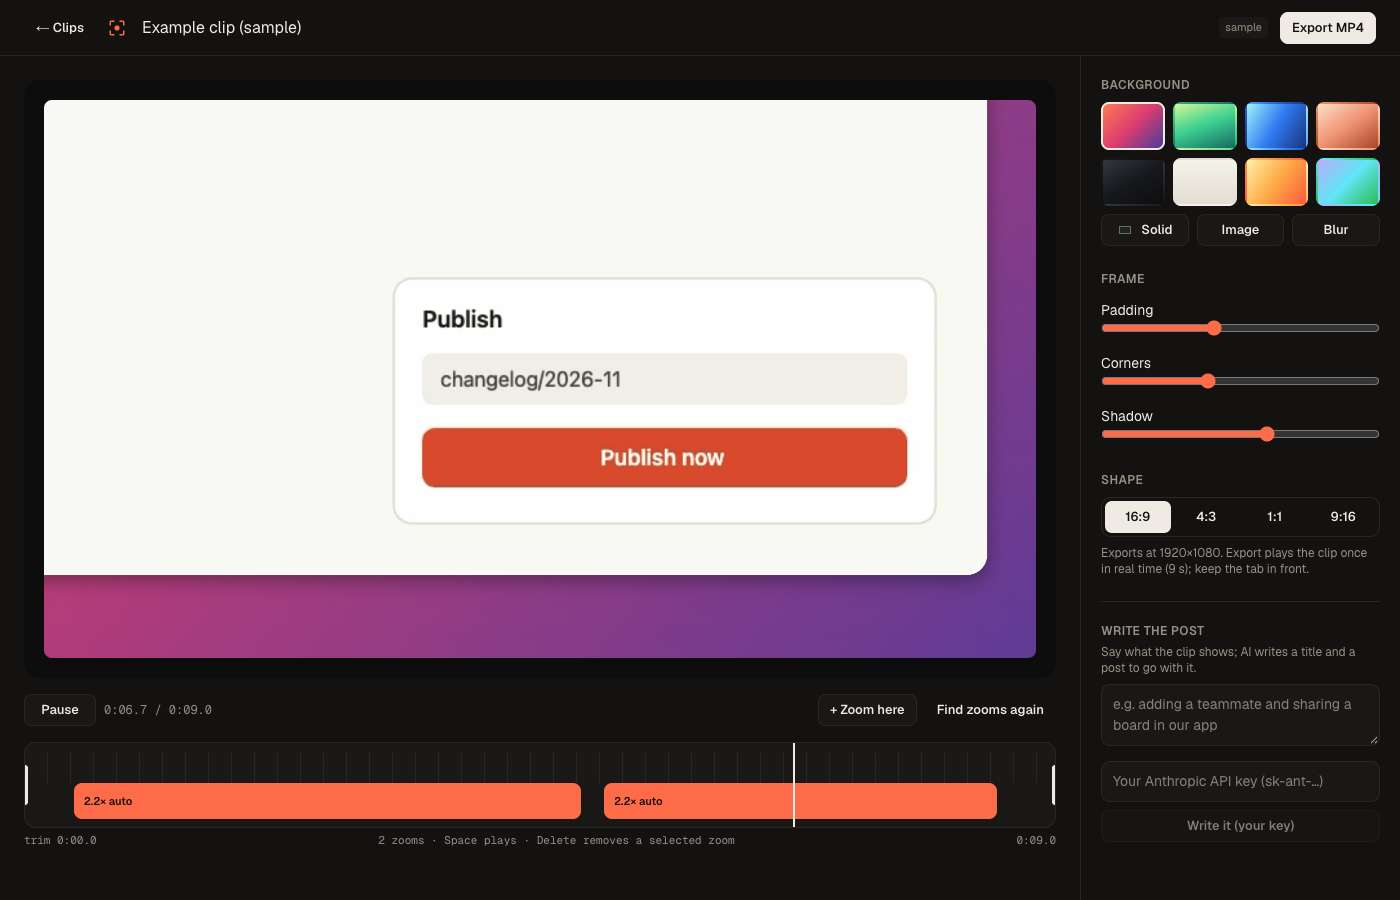 ← Clips
Example clip (sample)
sample
Export MP4
Publish
changelog/2026-11
Publish now
Pause
0:06.7 / 0:09.0
+ Zoom here
Find zooms again
2.2× auto
2.2× auto
trim 0:00.0
2 zooms · Space plays · Delete removes a selected zoom
0:09.0
BACKGROUND
Solid
Image
Blur
FRAME
Padding
Corners
Shadow
SHAPE
16:9
4:3
1:1
9:16
Exports at 1920×1080. Export plays the clip once
in real time (9 s); keep the tab in front.
WRITE THE POST
Say what the clip shows; AI writes a title and a
post to go with it.
e.g. adding a teammate and sharing a
board in our app
Your Anthropic API key (sk-ant-…)
Write it (your key)